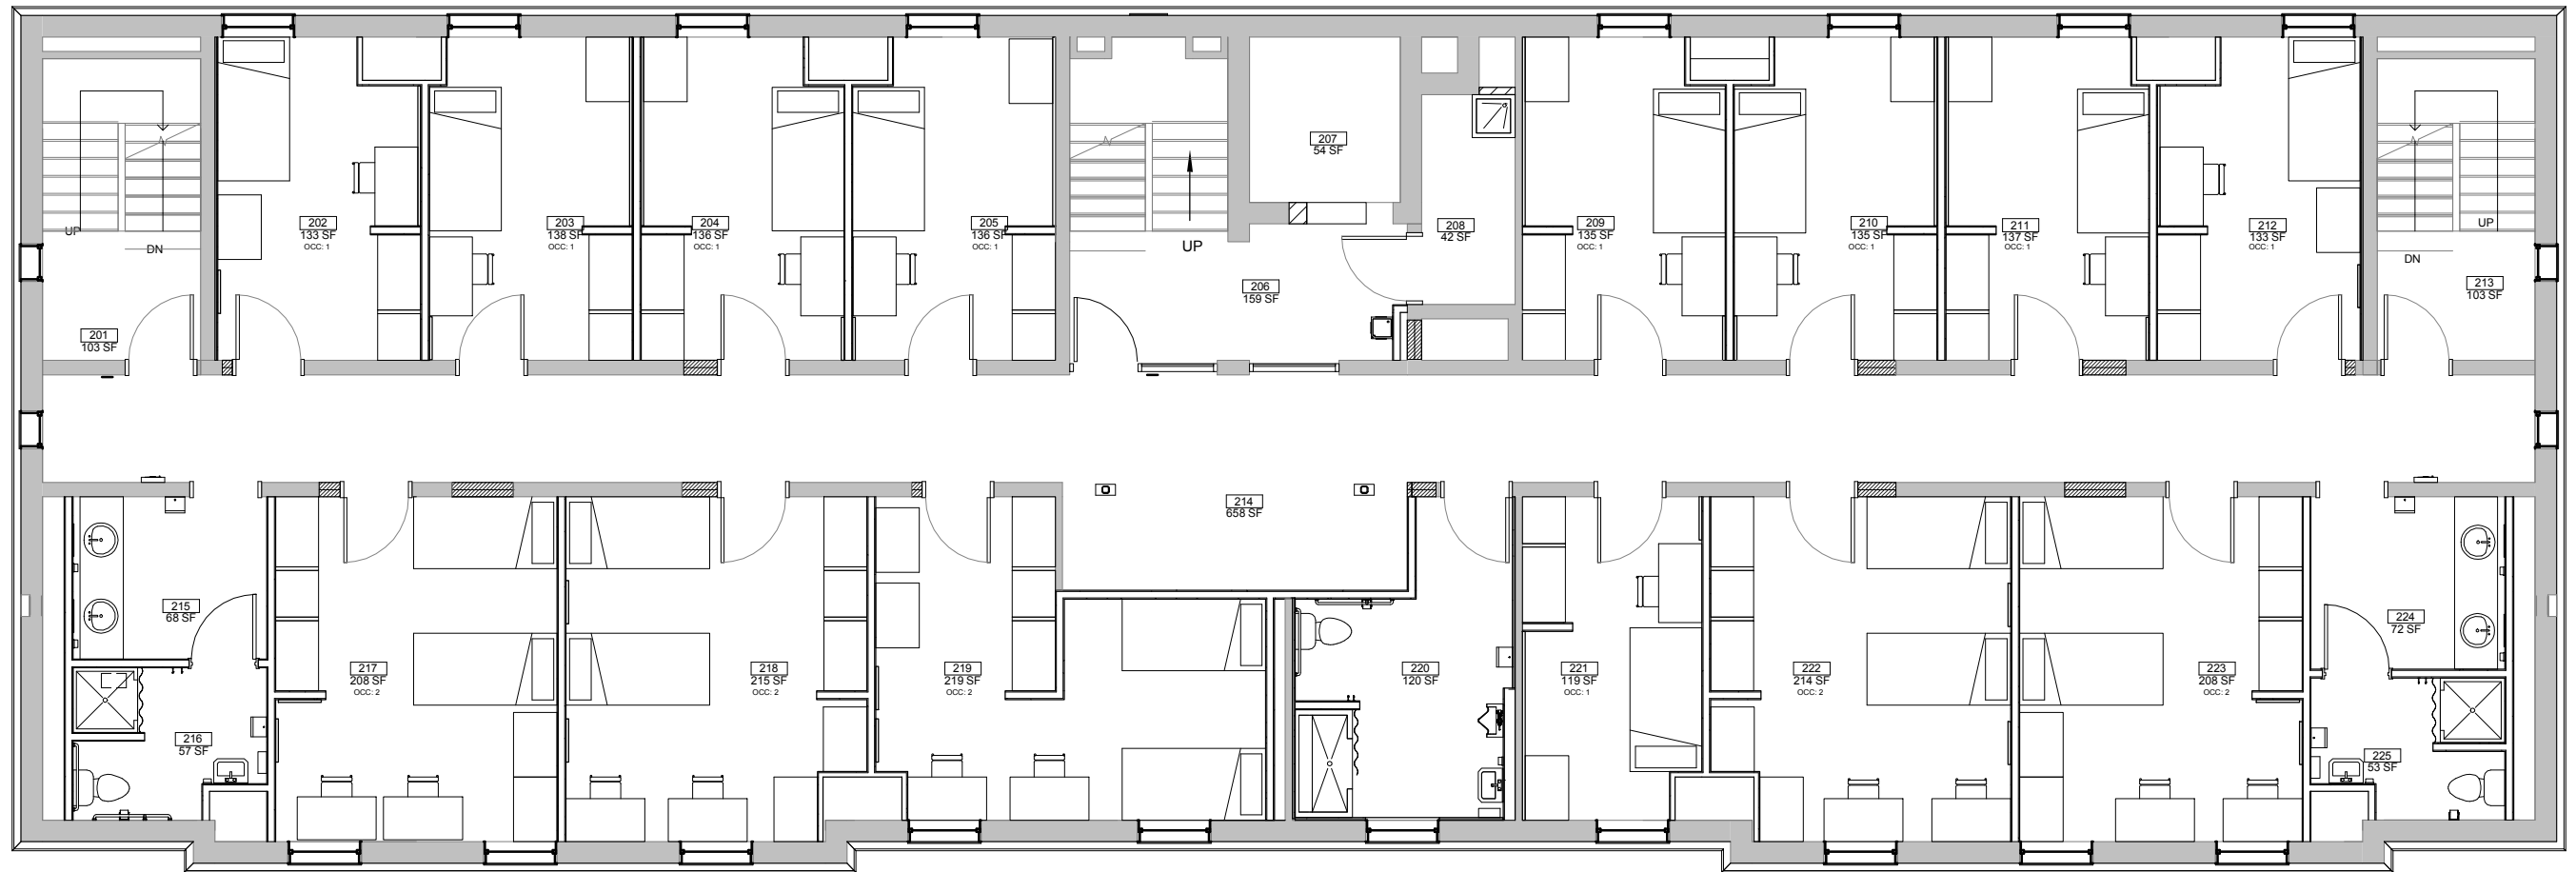 202
133 SF
OCC: 1
203
138 SF
OCC: 1
204
136 SF
OCC: 1
205
136 SF
OCC: 1
207
54 SF
208
42 SF
209
135 SF
OCC: 1
210
135 SF
OCC: 1
211
137 SF
OCC: 1
212
133 SF
OCC: 1
UP
DN
UP
UP
DN
201
103 SF
206
159 SF
213
103 SF
214
658 SF
215
68 SF
216
57 SF
217
208 SF
OCC: 2
218
215 SF
OCC: 2
219
219 SF
OCC: 2
220
120 SF
221
119 SF
OCC: 1
222
214 SF
OCC: 2
223
208 SF
OCC: 2
224
72 SF
225
53 SF